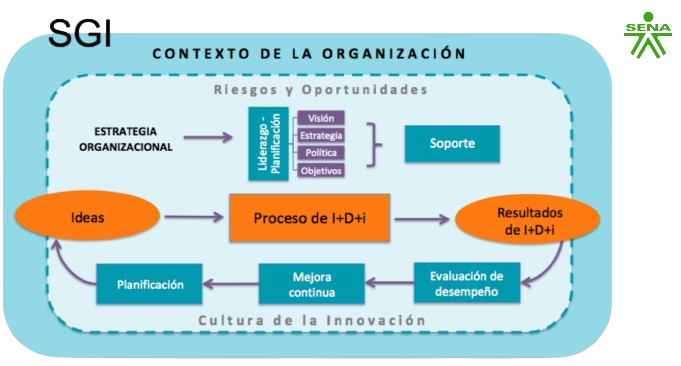 SGI
SENA
CONTEXTO DE LA ORGANIZACIÓN
Riesgos y Oportunidades
ESTRATEGIA
ORGANIZACIONAL
Liderazgo -
Planificación
Visión
Estrategia
Política
Objetivos
Soporte
Ideas
Proceso de I+D+i
Resultados
de I+D+i
Planificación
Mejora
continua
Evaluación de
desempeño
Cultura de la Innovación